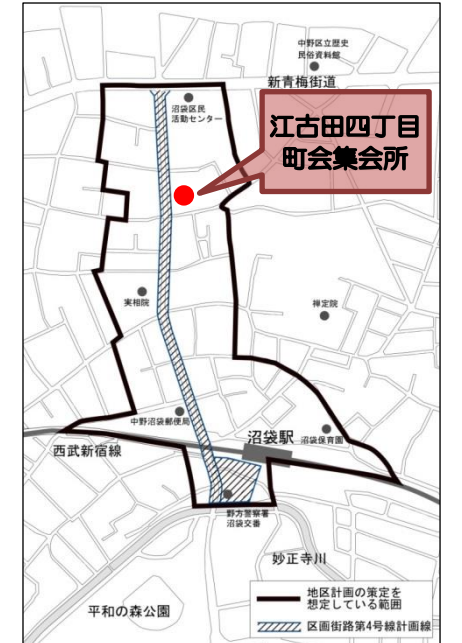 中野区立歴史
民俗資料館
新青梅街道
沼袋区民
活動センター
江古田四丁目
町会集会所
実相院
禅定院
中野沼袋郵便局
沼袋駅
沼袋保育園
西武新宿線
野方警察署
沼袋交番
妙正寺川
平和の森公園
地区計画の策定を
想定している範囲
区画街路第4号線計画線